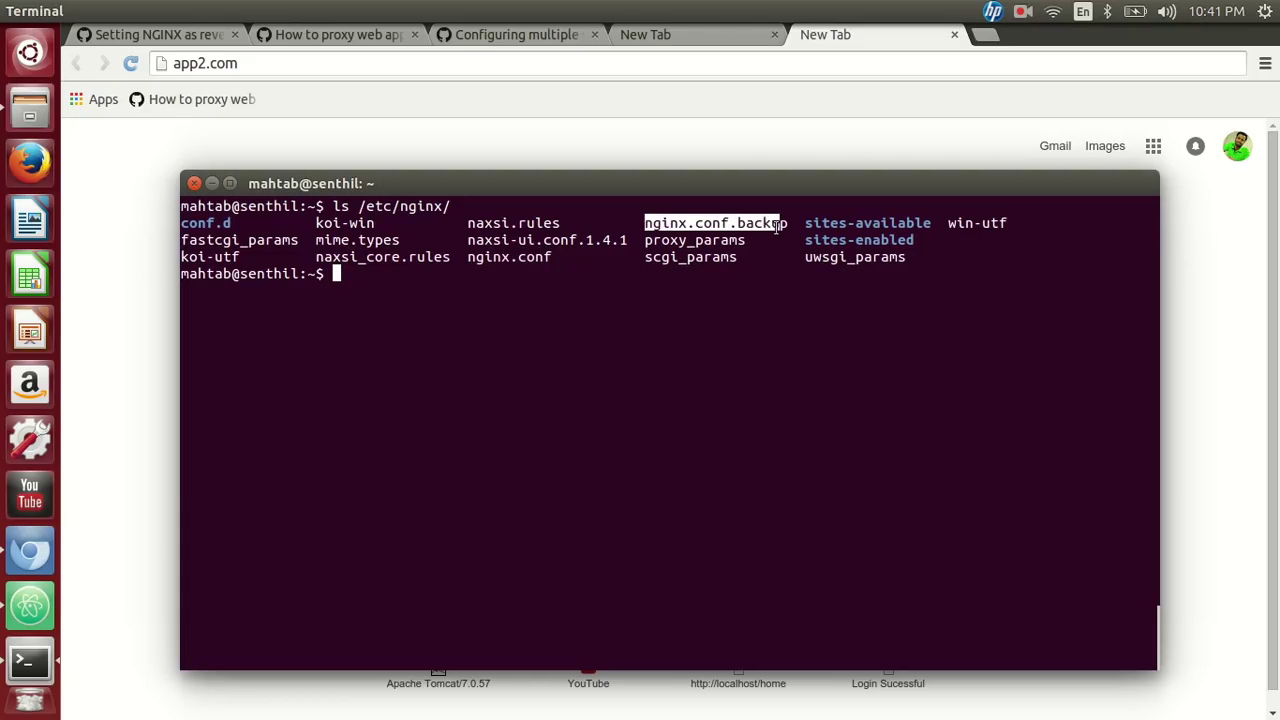 Terminal
En
10:41 PM
Setting NGINX as reve
How to proxy web app
Configuring multiple
New Tab
New Tab
app2.com
Apps
How to proxy web
Gmail
Images
mahtab@senthil: ~
mahtab@senthil:~$ ls /etc/nginx/
conf.d koi-win naxsi.rules nginx.conf.backup sites-available win-utf
fastcgi_params mime.types naxsi-ui.conf.1.4.1 proxy_params sites-enabled
koi-utf naxsi_core.rules nginx.conf scgi_params uwsgi_params
mahtab@senthil:~$
You
Tube
Apache Tomcat/7.0.57
YouTube
http://localhost/home
Login Sucessful